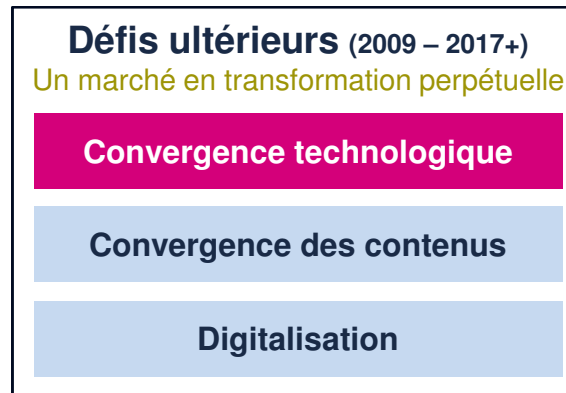 Défis ultérieurs (2009 – 2017+)
Un marché en transformation perpétuelle
Convergence technologique
Convergence des contenus
Digitalisation